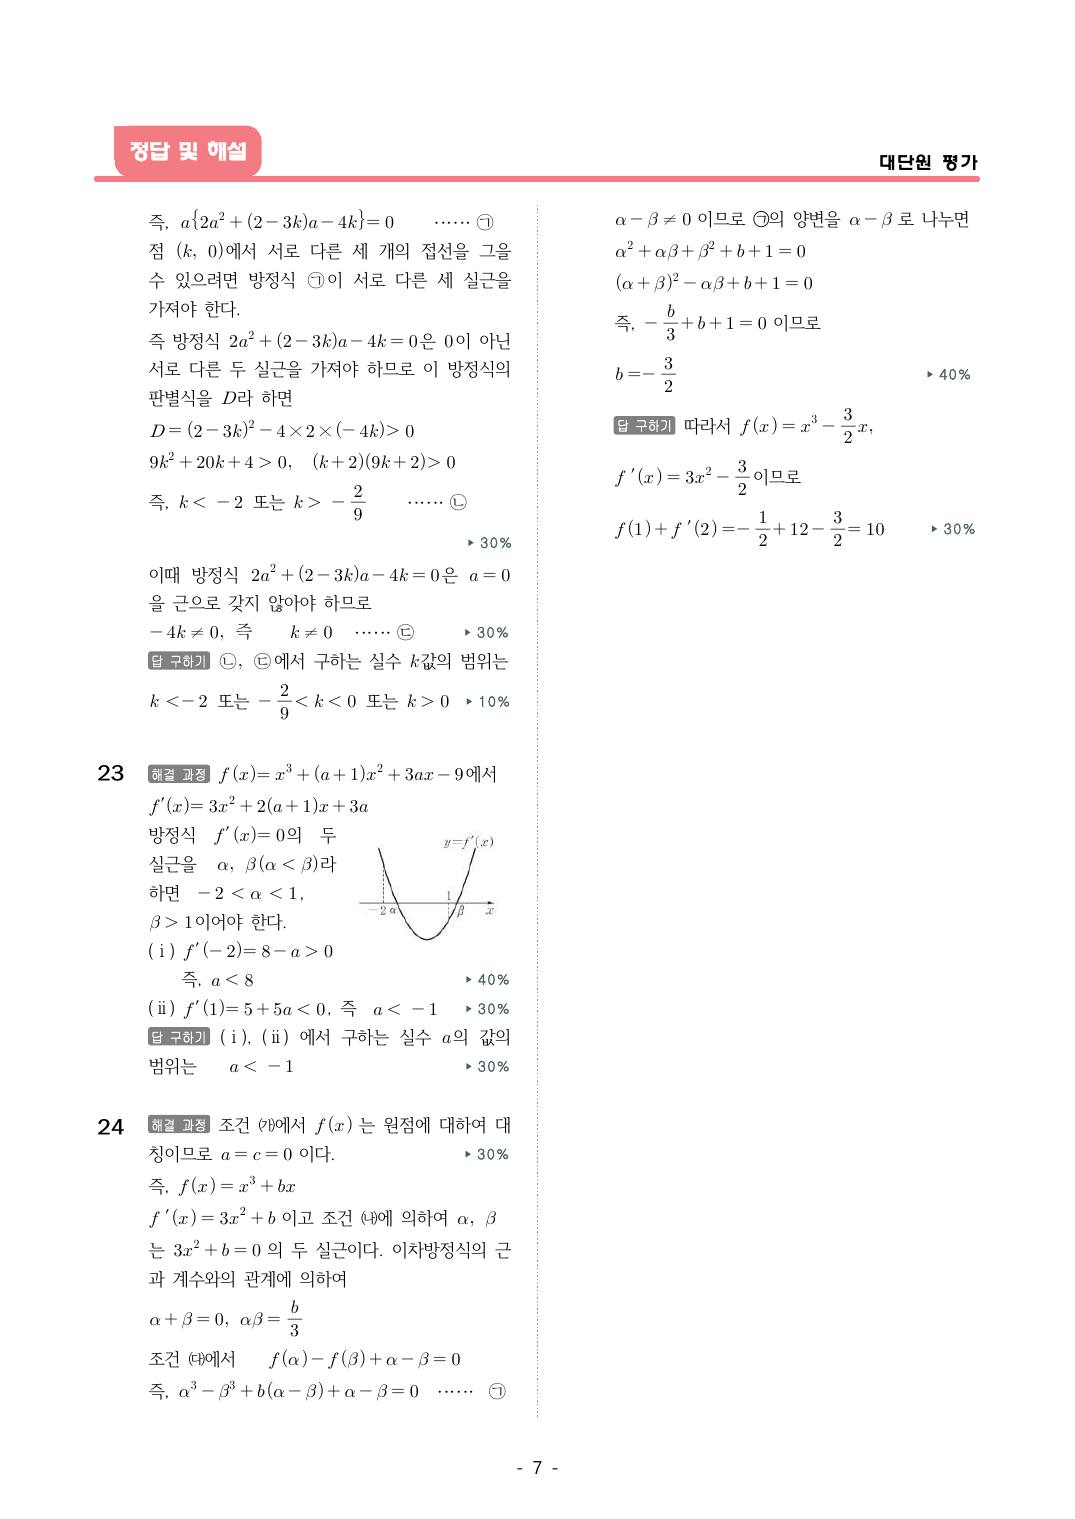 정답 및 해설
대단원 평가
즉, a{2a²+(2−3k)a−4k}=0 …… ㉠
점 (k, 0)에서 서로 다른 세 개의 접선을 그을
수 있으려면 방정식 ㉠이 서로 다른 세 실근을
가져야 한다.
즉 방정식 2a²+(2−3k)a−4k=0은 0이 아닌
서로 다른 두 실근을 가져야 하므로 이 방정식의
판별식을 D라 하면
D=(2−3k)²−4×2×(−4k)>0
9k²+20k+4>0, (k+2)(9k+2)>0
즉, k<−2 또는 k>−2/9 …… ㉡
▸30%
이때 방정식 2a²+(2−3k)a−4k=0은 a=0
을 근으로 갖지 않아야 하므로
−4k≠0, 즉 k≠0 …… ㉢ ▸30%
답 구하기 ㉡, ㉢에서 구하는 실수 k값의 범위는
k<−2 또는 −2/9<k<0 또는 k>0 ▸10%
23 해결 과정 f(x)=x³+(a+1)x²+3ax−9에서
f′(x)=3x²+2(a+1)x+3a
방정식 f′(x)=0의 두
실근을 α, β(α<β)라
하면 −2<α<1,
β>1이어야 한다.
y=f′(x)
1
−2 α β x
(ⅰ) f′(−2)=8−a>0
즉, a<8 ▸40%
(ⅱ) f′(1)=5+5a<0, 즉 a<−1 ▸30%
답 구하기 (ⅰ), (ⅱ) 에서 구하는 실수 a의 값의
범위는 a<−1 ▸30%
24 해결 과정 조건 ㈎에서 f(x) 는 원점에 대하여 대
칭이므로 a=c=0 이다. ▸30%
즉, f(x)=x³+bx
f′(x)=3x²+b 이고 조건 ㈏에 의하여 α, β
는 3x²+b=0 의 두 실근이다. 이차방정식의 근
과 계수와의 관계에 의하여
α+β=0, αβ=b/3
조건 ㈐에서 f(α)−f(β)+α−β=0
즉, α³−β³+b(α−β)+α−β=0 …… ㉠
α−β≠0 이므로 ㉠의 양변을 α−β 로 나누면
α²+αβ+β²+b+1=0
(α+β)²−αβ+b+1=0
즉, −b/3+b+1=0 이므로
b=−3/2 ▸40%
답 구하기 따라서 f(x)=x³−3/2x,
f′(x)=3x²−3/2이므로
f(1)+f′(2)=−1/2+12−3/2=10 ▸30%
- 7 -